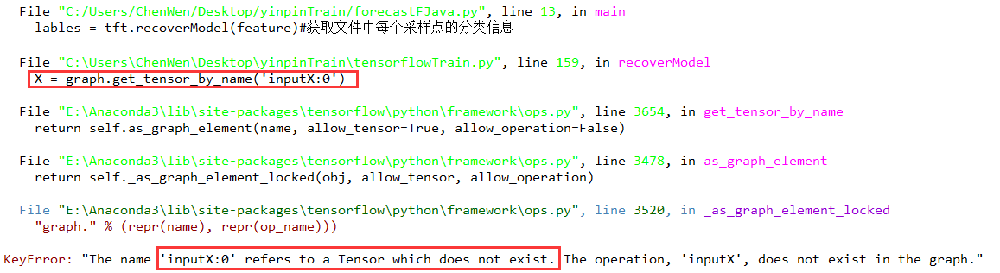 File "C:/Users/ChenWen/Desktop/yinpinTrain/forecastFJava.py", line 13, in main
lables = tft.recoverModel(feature)#获取文件中每个采样点的分类信息
File "C:\Users\ChenWen\Desktop\yinpinTrain\tensorflowTrain.py", line 159, in recoverModel
X = graph.get_tensor_by_name('inputX:0')
File "E:\Anaconda3\lib\site-packages\tensorflow\python\framework\ops.py", line 3654, in get_tensor_by_name
return self.as_graph_element(name, allow_tensor=True, allow_operation=False)
File "E:\Anaconda3\lib\site-packages\tensorflow\python\framework\ops.py", line 3478, in as_graph_element
return self._as_graph_element_locked(obj, allow_tensor, allow_operation)
File "E:\Anaconda3\lib\site-packages\tensorflow\python\framework\ops.py", line 3520, in _as_graph_element_locked
"graph." % (repr(name), repr(op_name)))
KeyError: "The name 'inputX:0' refers to a Tensor which does not exist. The operation, 'inputX', does not exist in the graph."